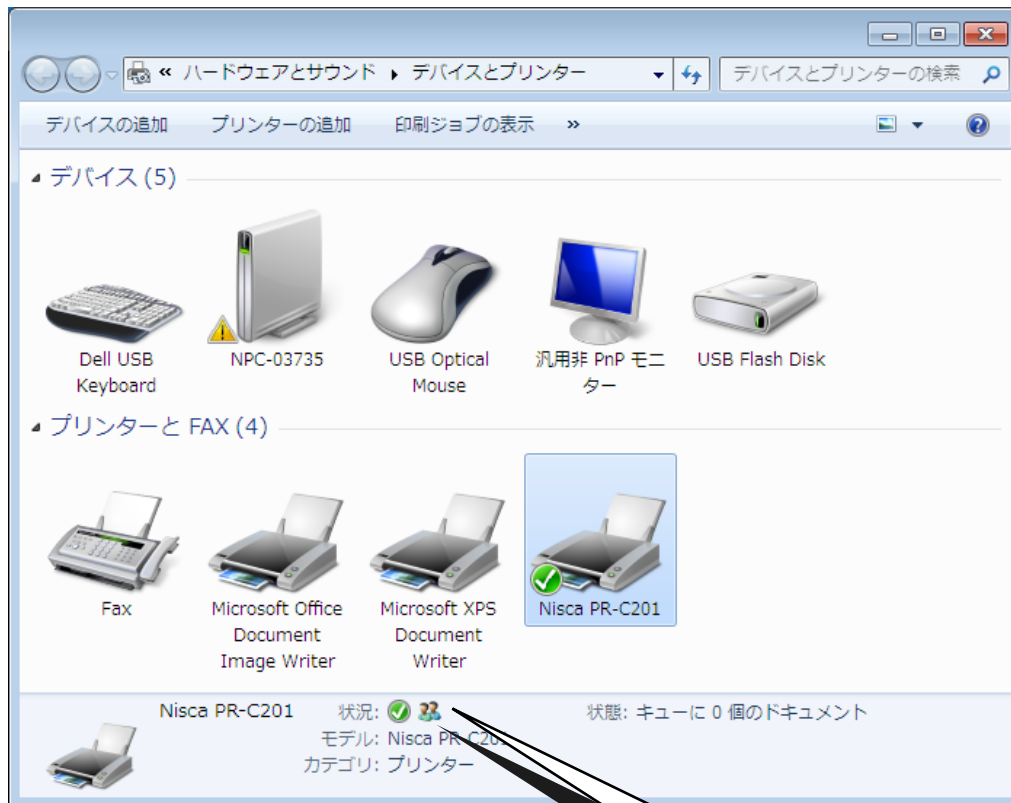 « ハードウェアとサウンド ▸ デバイスとプリンター
デバイスとプリンターの検索
デバイスの追加 プリンターの追加 印刷ジョブの表示 »
デバイス (5)
Dell USB
Keyboard
NPC-03735
USB Optical
Mouse
汎用非 PnP モニ
ター
USB Flash Disk
プリンターと FAX (4)
Fax
Microsoft Office
Document
Image Writer
Microsoft XPS
Document
Writer
Nisca PR-C201
Nisca PR-C201 状況: 状態: キューに 0 個のドキュメント
モデル: Nisca PR-C201
カテゴリ: プリンター